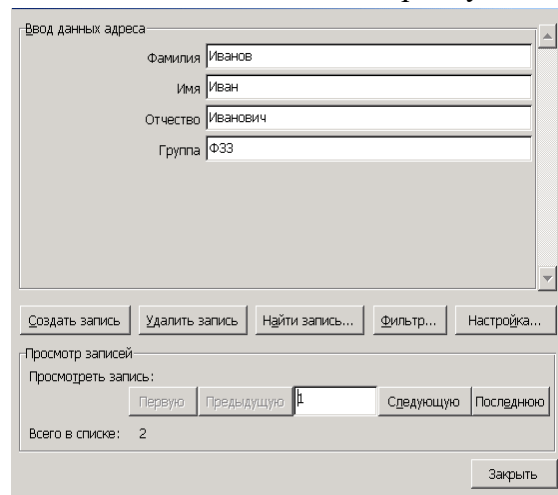 Ввод данных адреса
Фамилия Иванов
Имя Иван
Отчество Иванович
Группа ФЗЗ
Создать запись Удалить запись Найти запись... Фильтр... Настройка...
Просмотр записей
Просмотреть запись:
Первую Предыдущую 1 Следующую Последнюю
Всего в списке: 2
Закрыть